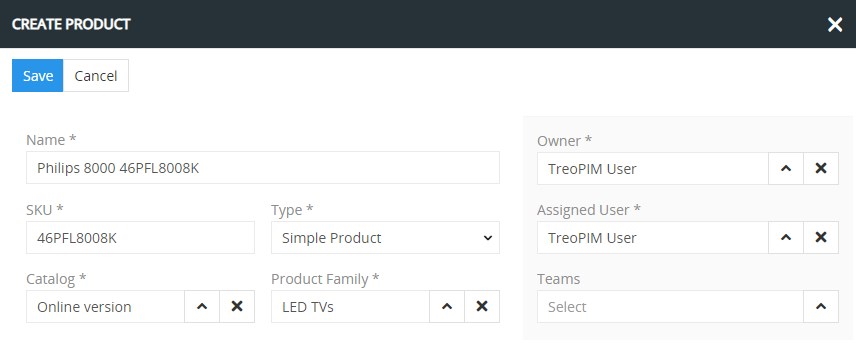 CREATE PRODUCT
Save Cancel
Name *
Philips 8000 46PFL8008K
SKU * Type *
46PFL8008K Simple Product
Catalog * Product Family *
Online version LED TVs
Owner *
TreoPIM User
Assigned User *
TreoPIM User
Teams
Select